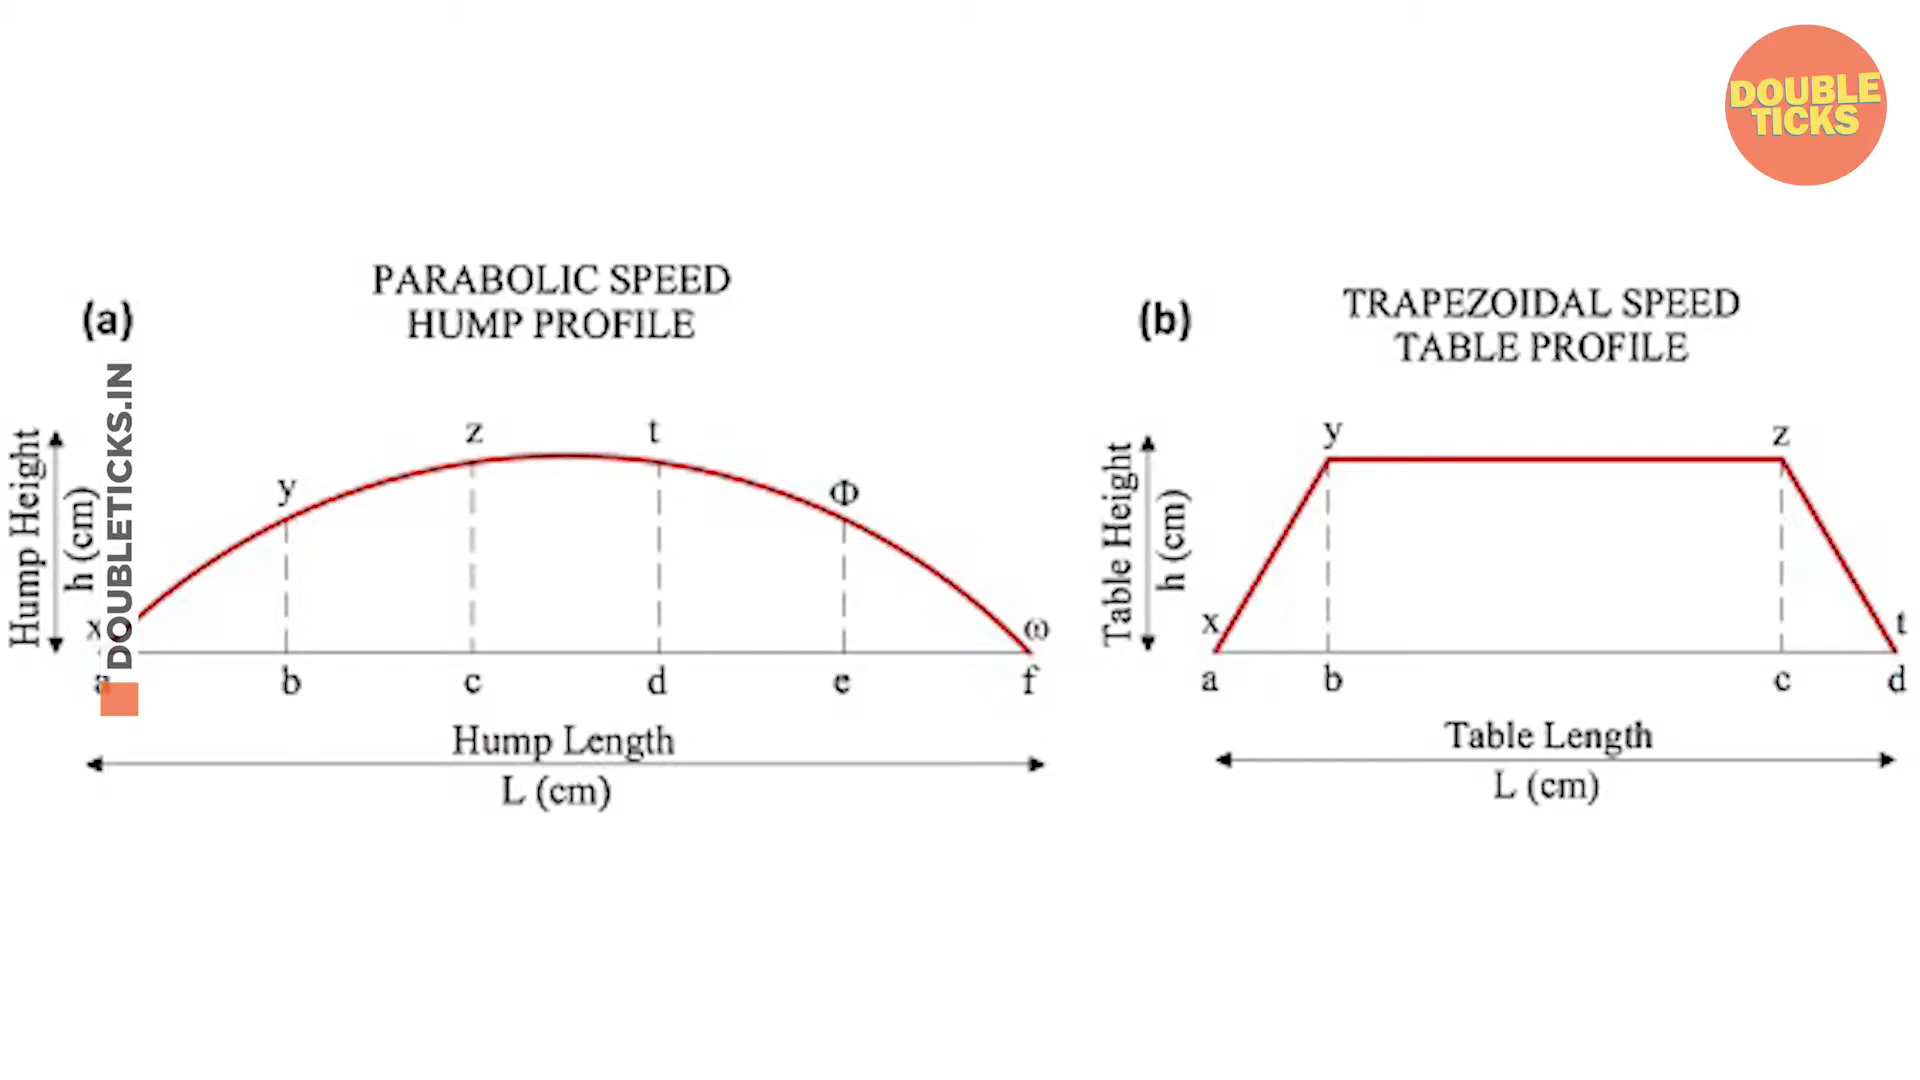 DOUBLE
TICKS
(a)
PARABOLIC SPEED
HUMP PROFILE
Hump Height
h (cm)
DOUBLETICKS.IN
x
y
z
t
Φ
ω
a
b
c
d
e
f
Hump Length
L (cm)
(b)
TRAPEZOIDAL SPEED
TABLE PROFILE
Table Height
h (cm)
x
y
z
t
a
b
c
d
Table Length
L (cm)